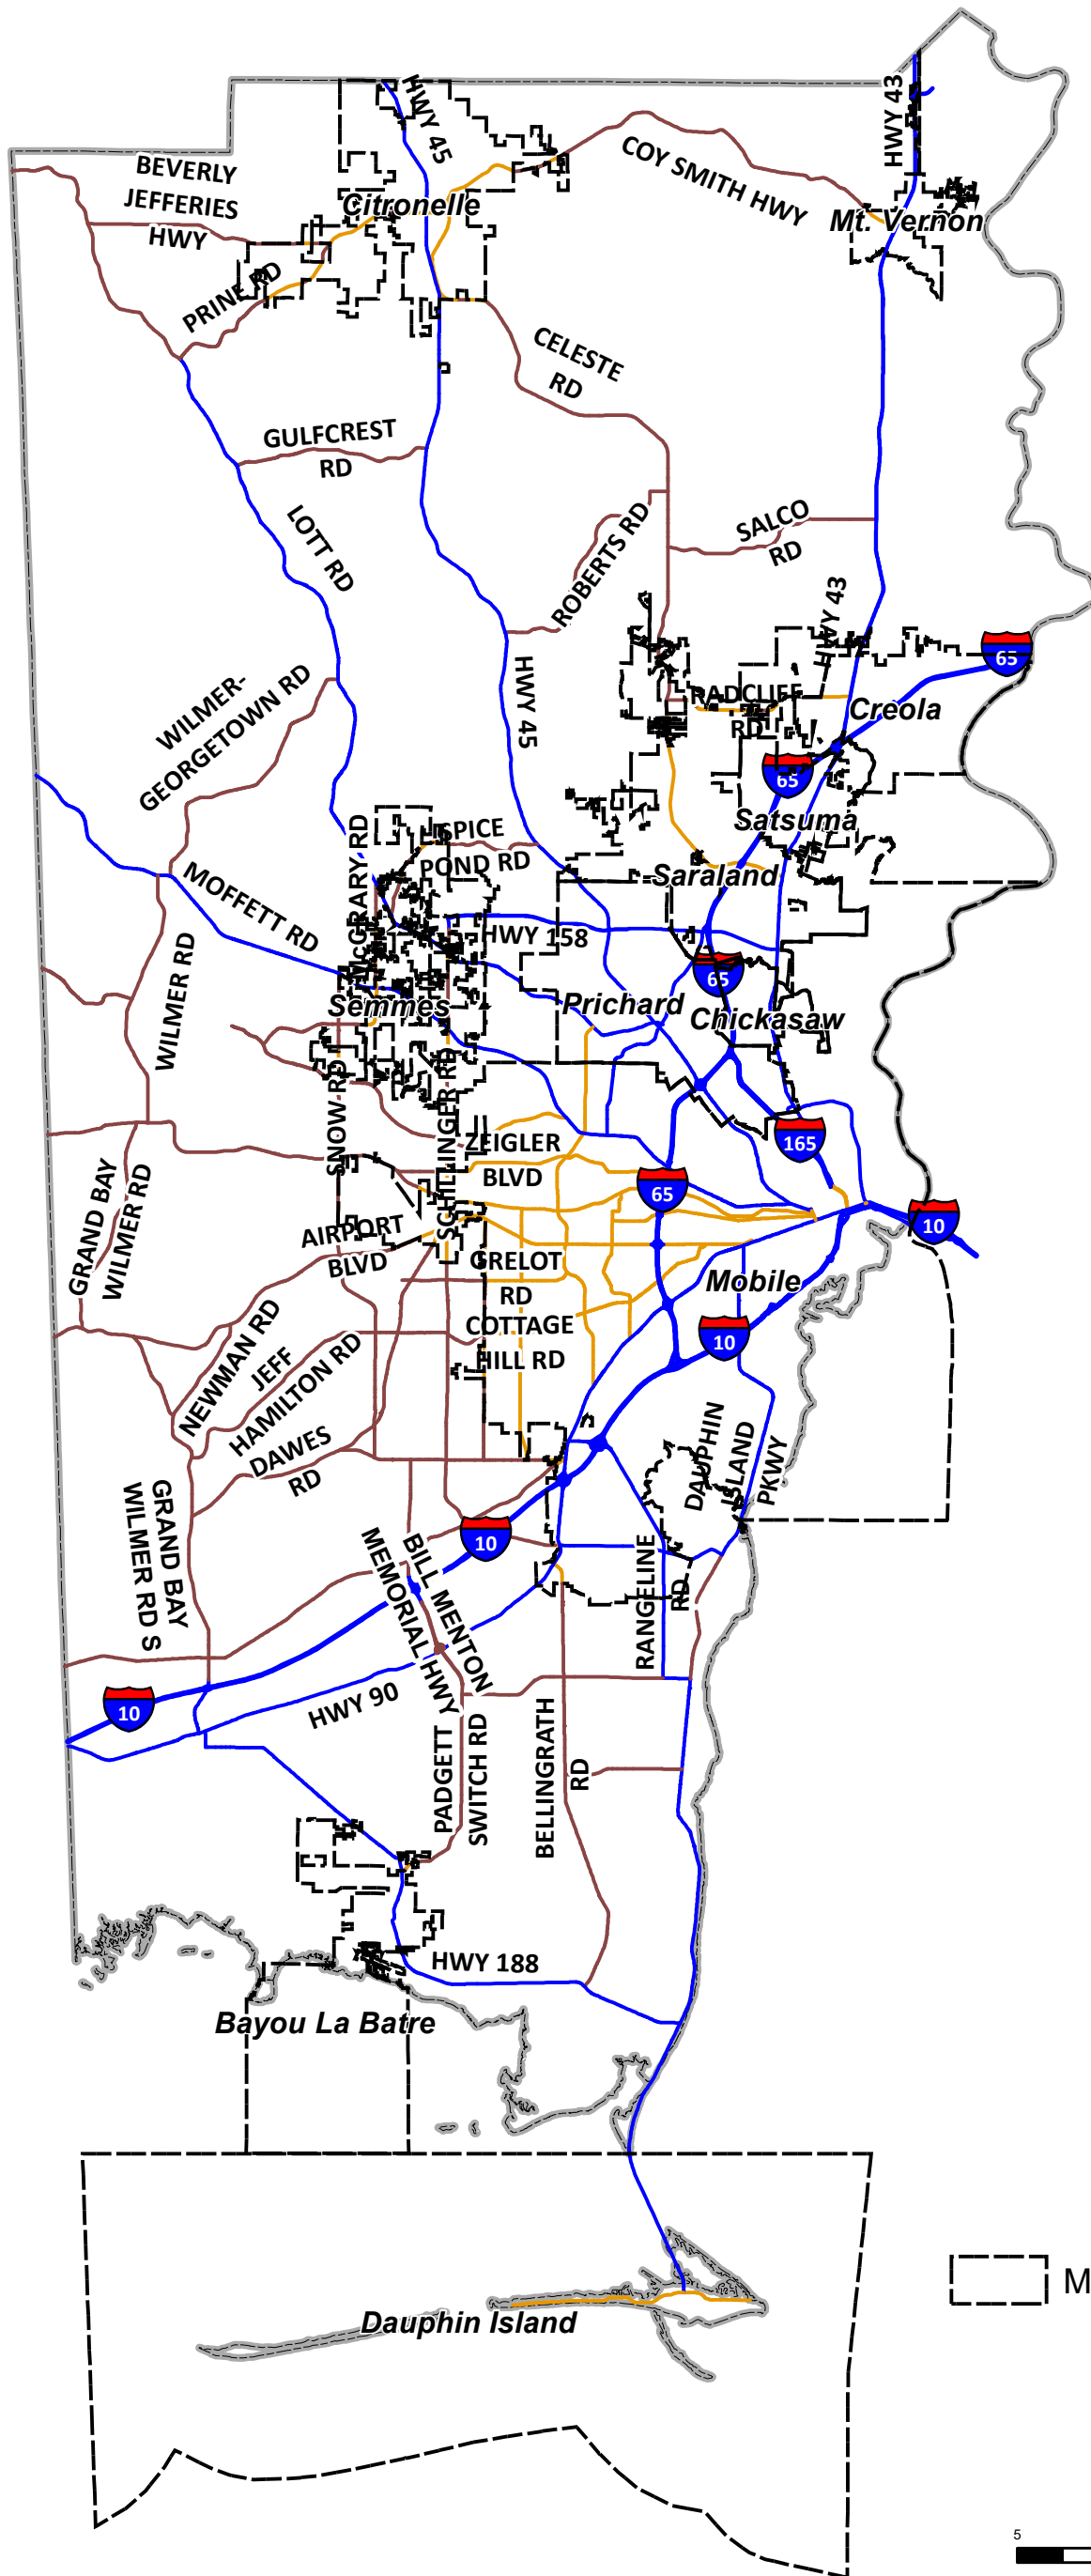 HWY 43
HWY 45
BEVERLY
JEFFERIES
HWY
COY SMITH HWY
Citronelle
Mt. Vernon
PRINE RD
CELESTE
RD
GULFCREST
RD
LOTT RD
ROBERTS RD
SALCO
RD
HWY 43
65
WILMER-
GEORGETOWN RD
HWY 45
RADCLIFF
RD
Creola
65
Satsuma
MCCRARY RD
SPICE
POND RD
Saraland
MOFFETT RD
HWY 158
WILMER RD
65
Semmes
Prichard
Chickasaw
SNOW RD
SCHILLINGER RD
ZEIGLER
BLVD
165
65
GRAND BAY
WILMER RD
AIRPORT
BLVD
10
GRELOT
RD
Mobile
COTTAGE
HILL RD
10
NEWMAN RD
JEFF
HAMILTON RD
DAWES
RD
DAUPHIN
ISLAND
PKWY
GRAND BAY
WILMER RD S
10
BILL MENTON
MEMORIAL HWY
RANGELINE
RD
10
HWY 90
PADGETT
SWITCH RD
BELLINGRATH
RD
HWY 188
Bayou La Batre
M
Dauphin Island
5